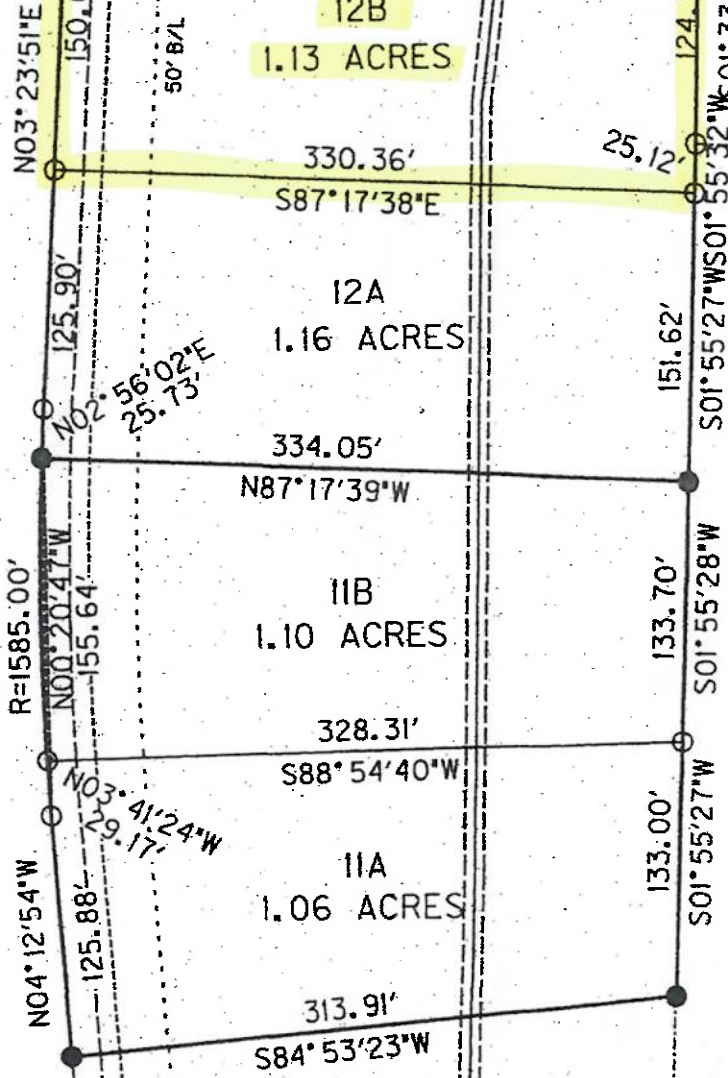 12B
1.13 ACRES
N03°23'51"E
150.
50' B/L
124.
S01°33
25.12'
S01°55'32"W
330.36'
S87°17'38"E
125.90'
12A
1.16 ACRES
151.62'
S01°55'27"W
N02°56'02"E
25.73'
334.05'
N87°17'39"W
R=1585.00'
N00°20'47"W
155.64'
11B
1.10 ACRES
133.70'
S01°55'28"W
328.31'
S88°54'40"W
N03°41'24"W
29.17'
N04°12'54"W
125.88'
11A
1.06 ACRES
133.00'
S01°55'27"W
313.91'
S84°53'23"W